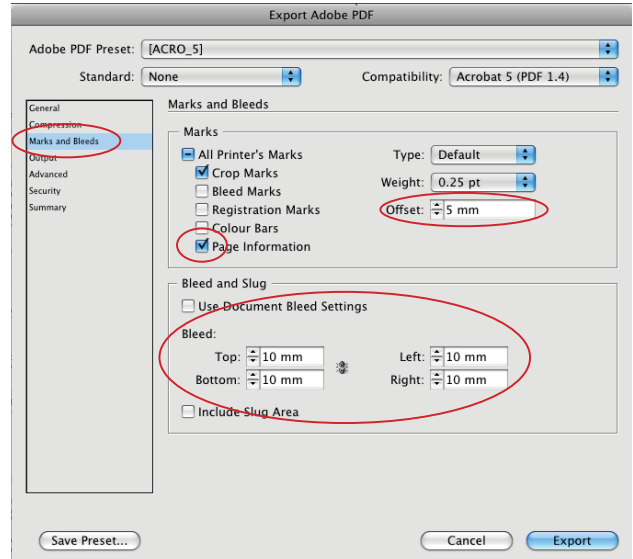 Export Adobe PDF
Adobe PDF Preset: [ACRO_5]
Standard: None Compatibility: Acrobat 5 (PDF 1.4)
General
Compression
Marks and Bleeds
Output
Advanced
Security
Summary
Marks and Bleeds
Marks
All Printer's Marks
Crop Marks
Bleed Marks
Registration Marks
Colour Bars
Page Information
Type: Default
Weight: 0.25 pt
Offset: 5 mm
Bleed and Slug
Use Document Bleed Settings
Bleed:
Top: 10 mm Left: 10 mm
Bottom: 10 mm Right: 10 mm
Include Slug Area
Save Preset... Cancel Export